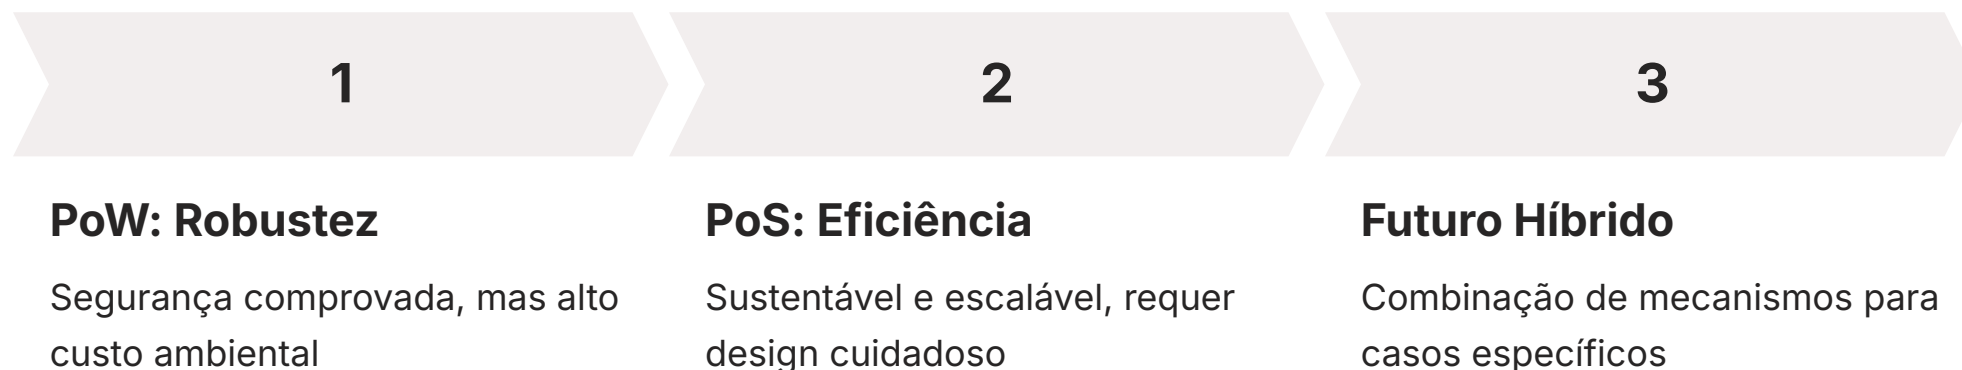 1
PoW: Robustez
Segurança comprovada, mas alto
custo ambiental
2
PoS: Eficiência
Sustentável e escalável, requer
design cuidadoso
3
Futuro Híbrido
Combinação de mecanismos para
casos específicos